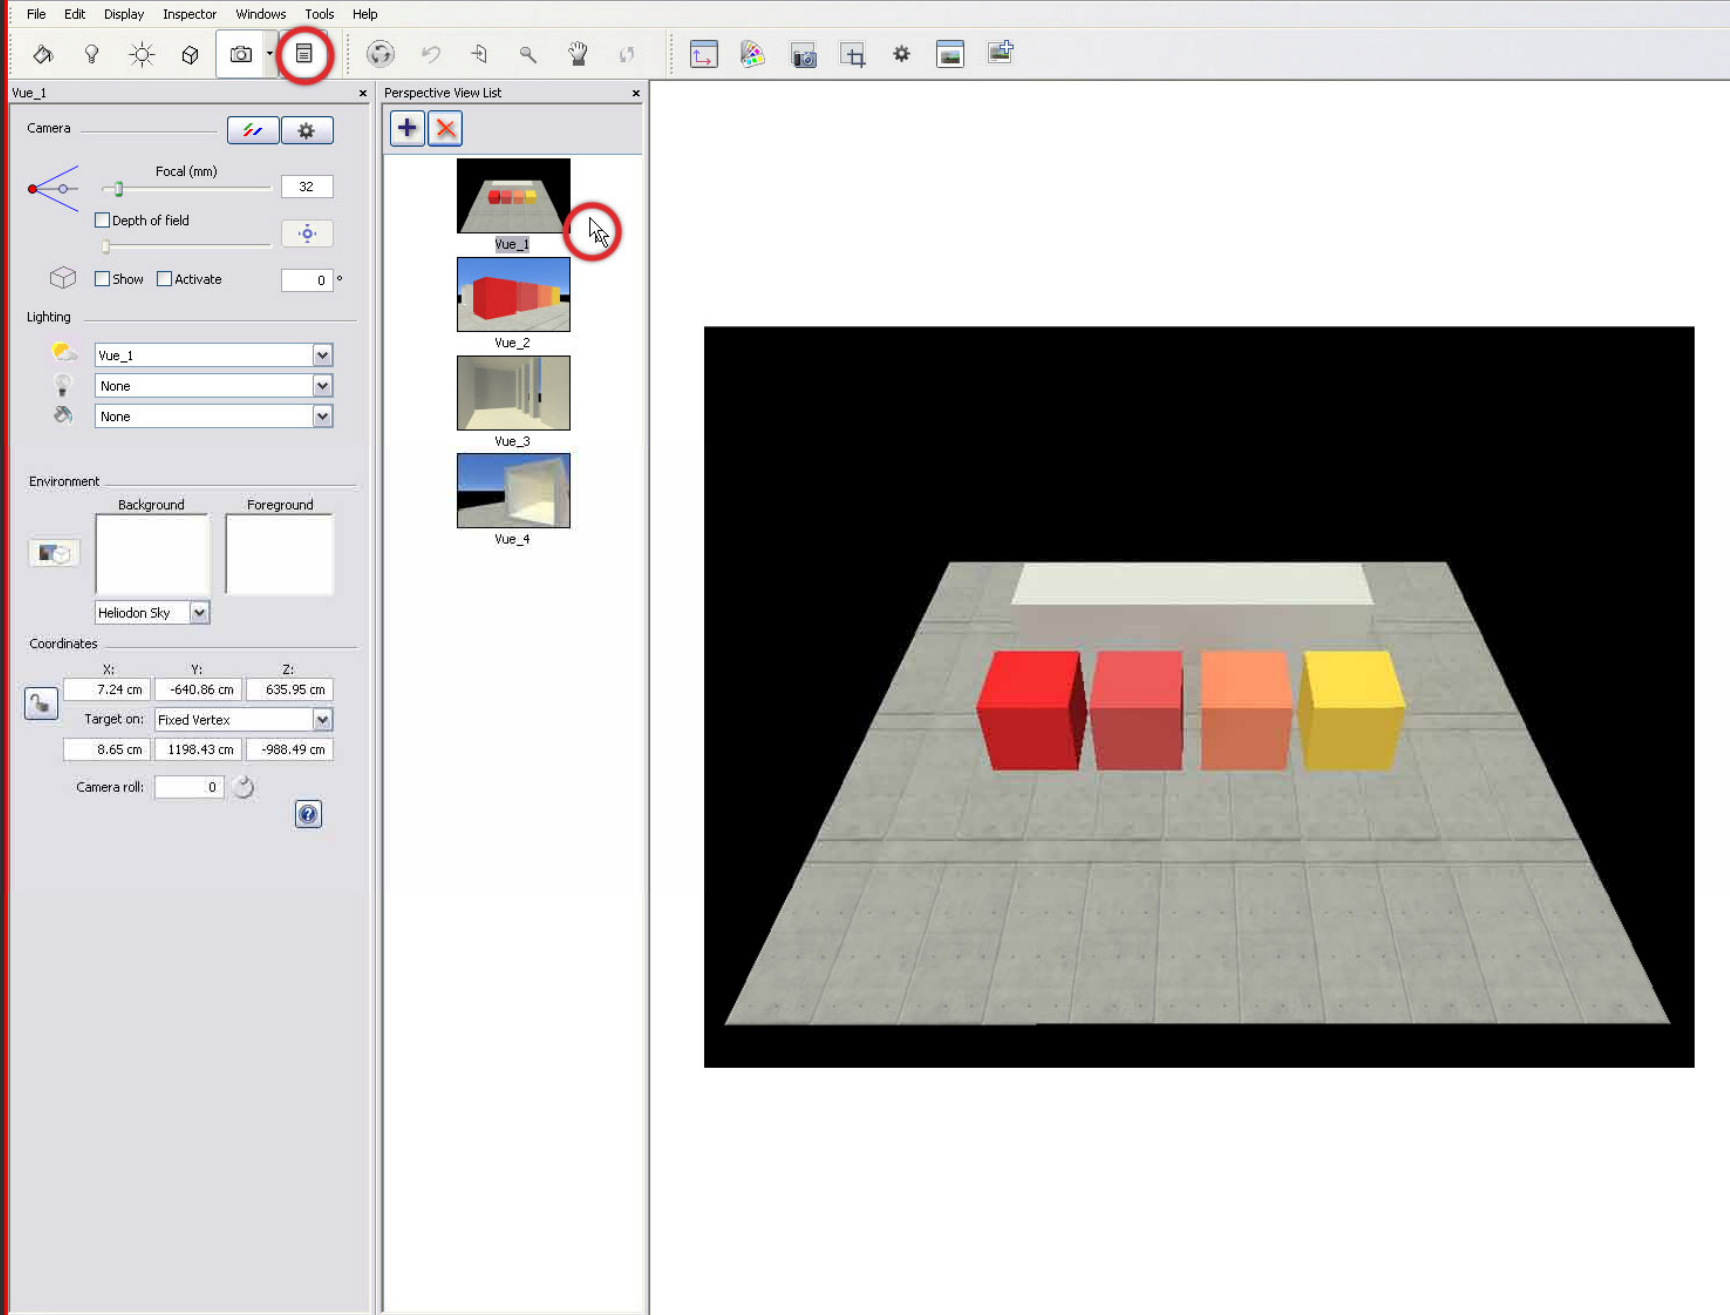 File Edit Display Inspector Windows Tools Help
Vue_1
Perspective View List
Camera
Focal (mm)
32
Depth of field
Show Activate 0 °
Lighting
Vue_1
None
None
Environment
Background Foreground
Heliodon Sky
Coordinates
X: Y: Z:
7.24 cm -640.86 cm 635.95 cm
Target on: Fixed Vertex
8.65 cm 1198.43 cm -988.49 cm
Camera roll: 0
Vue_1
Vue_2
Vue_3
Vue_4